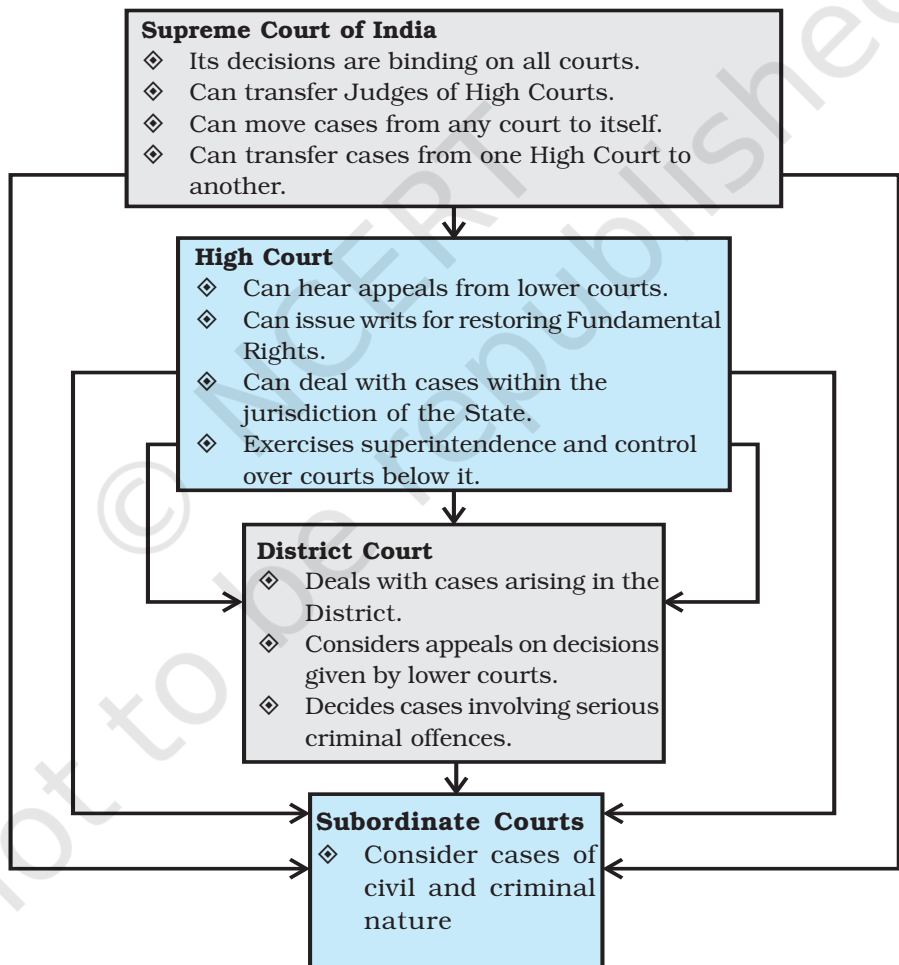 Supreme Court of India
◈ Its decisions are binding on all courts.
◈ Can transfer Judges of High Courts.
◈ Can move cases from any court to itself.
◈ Can transfer cases from one High Court to
another.
High Court
◈ Can hear appeals from lower courts.
◈ Can issue writs for restoring Fundamental
Rights.
◈ Can deal with cases within the
jurisdiction of the State.
◈ Exercises superintendence and control
over courts below it.
District Court
◈ Deals with cases arising in the
District.
◈ Considers appeals on decisions
given by lower courts.
◈ Decides cases involving serious
criminal offences.
Subordinate Courts
◈ Consider cases of
civil and criminal
nature
© NCERT
not to be republished